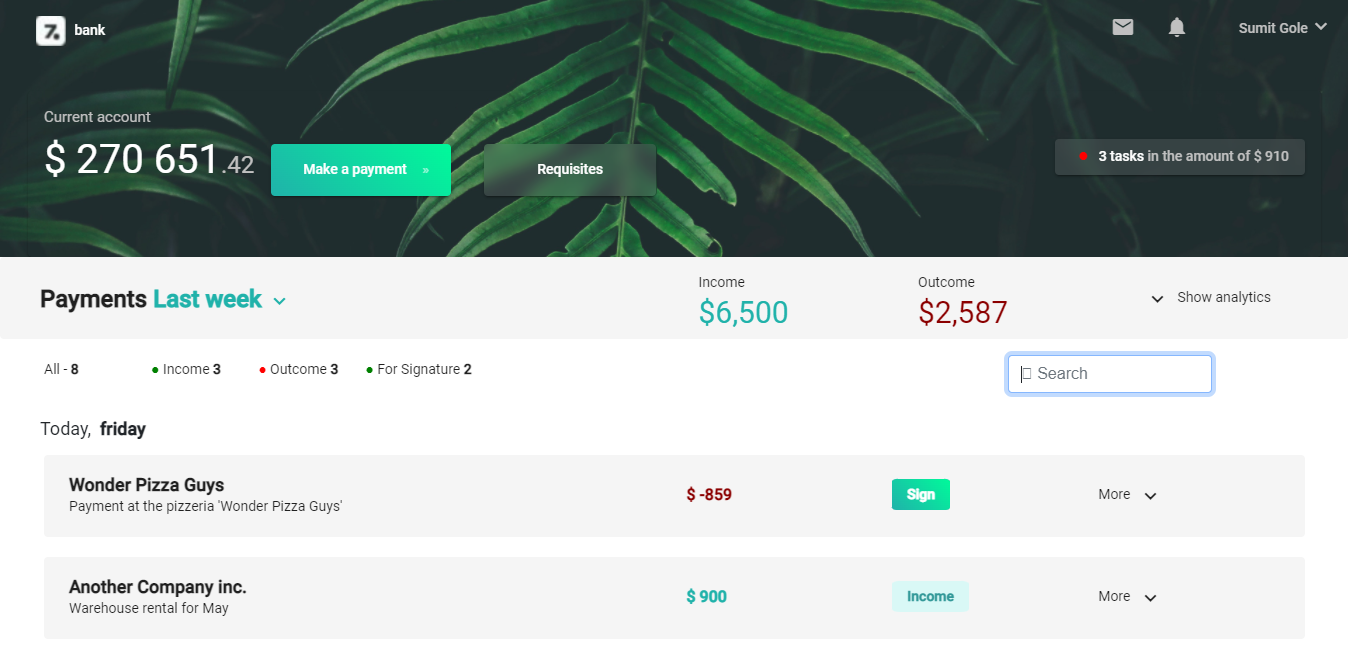 7. bank
Sumit Gole
Current account
$ 270 651.42
Make a payment »
Requisites
3 tasks in the amount of $ 910
Payments Last week
Income
$6,500
Outcome
$2,587
Show analytics
All - 8
Income 3
Outcome 3
For Signature 2
Search
Today, friday
Wonder Pizza Guys
Payment at the pizzeria 'Wonder Pizza Guys'
$ -859
Sign
More
Another Company inc.
Warehouse rental for May
$ 900
Income
More